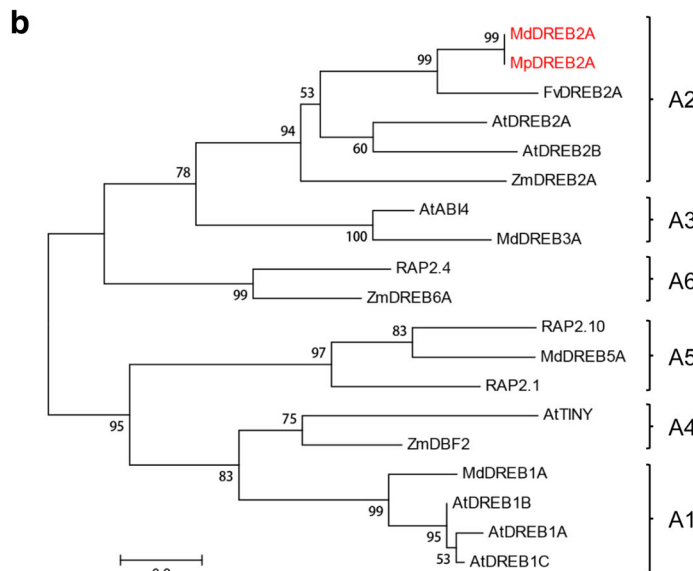 b
99 MdDREB2A
99 MpDREB2A
53 FvDREB2A
AtDREB2A A2
94
60 AtDREB2B
78 ZmDREB2A
AtABI4 A3
100 MdDREB3A
RAP2.4 A6
99 ZmDREB6A
83 RAP2.10
97 MdDREB5A A5
RAP2.1
95 75 AtTINY A4
83 ZmDBF2
MdDREB1A
99 AtDREB1B
95 AtDREB1A A1
53 AtDREB1C